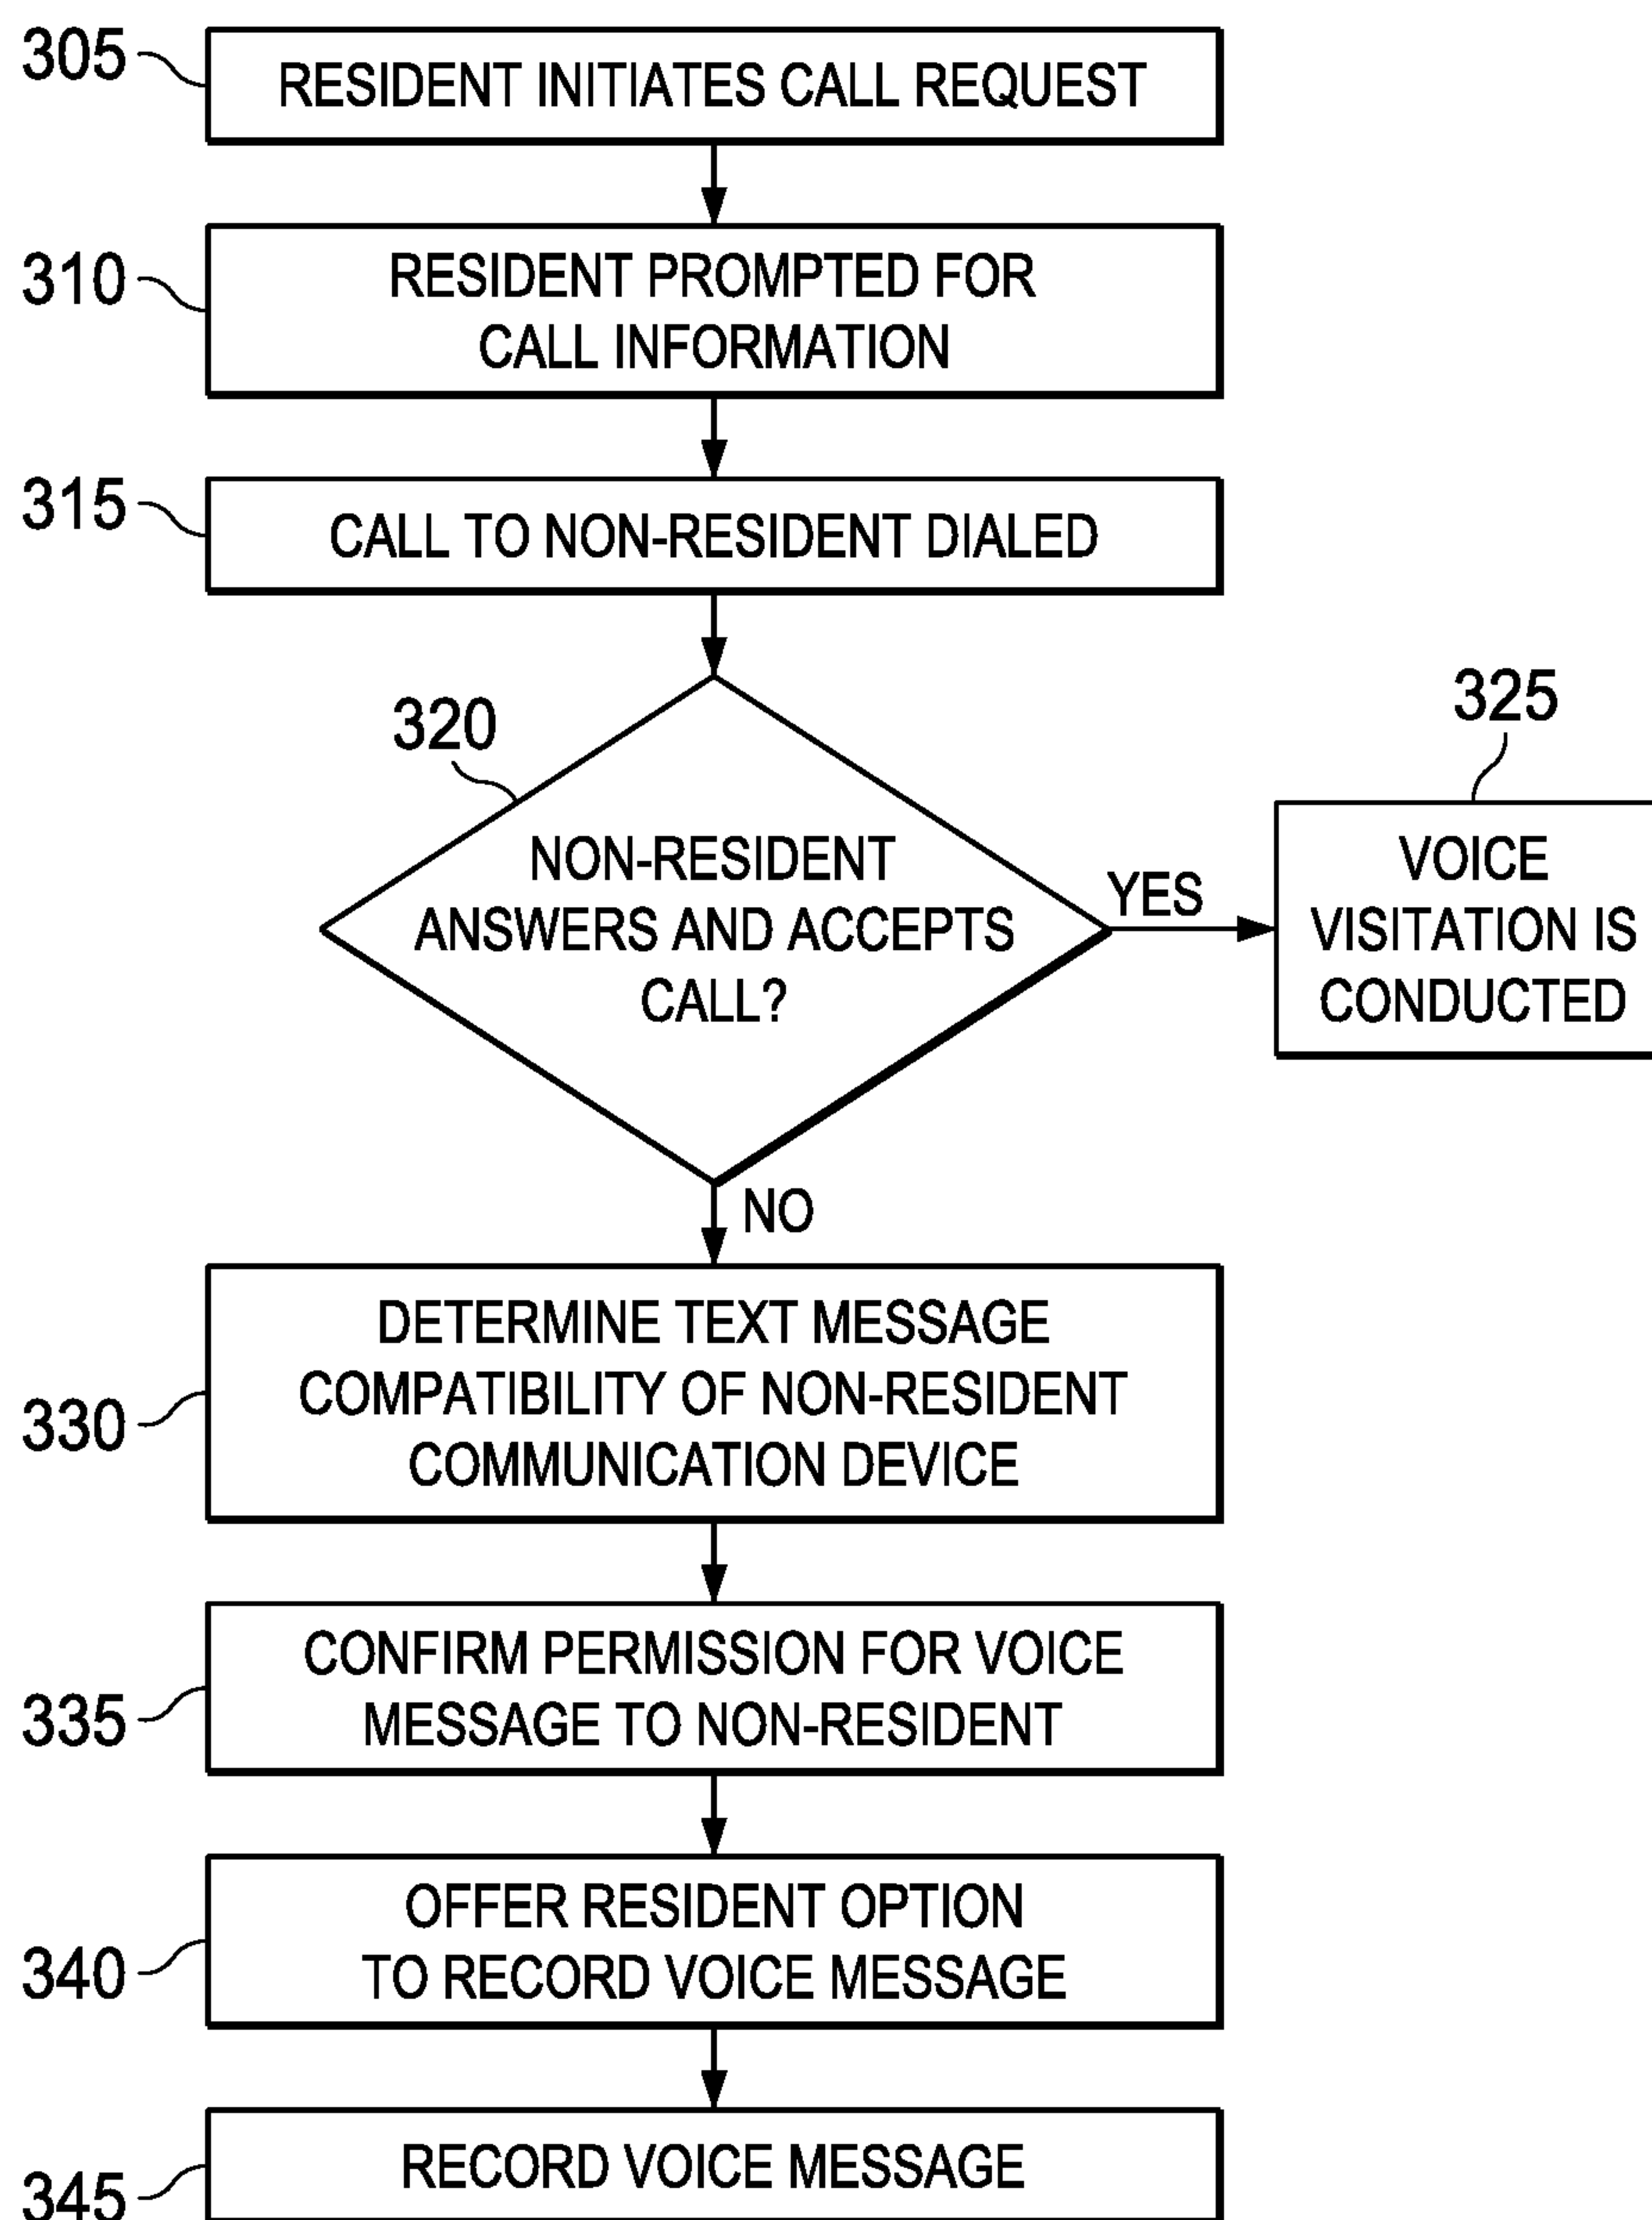 305
RESIDENT INITIATES CALL REQUEST
310
RESIDENT PROMPTED FOR
CALL INFORMATION
315
CALL TO NON-RESIDENT DIALED
320
NON-RESIDENT
ANSWERS AND ACCEPTS
CALL?
YES
325
VOICE
VISITATION IS
CONDUCTED
NO
330
DETERMINE TEXT MESSAGE
COMPATIBILITY OF NON-RESIDENT
COMMUNICATION DEVICE
335
CONFIRM PERMISSION FOR VOICE
MESSAGE TO NON-RESIDENT
340
OFFER RESIDENT OPTION
TO RECORD VOICE MESSAGE
345
RECORD VOICE MESSAGE